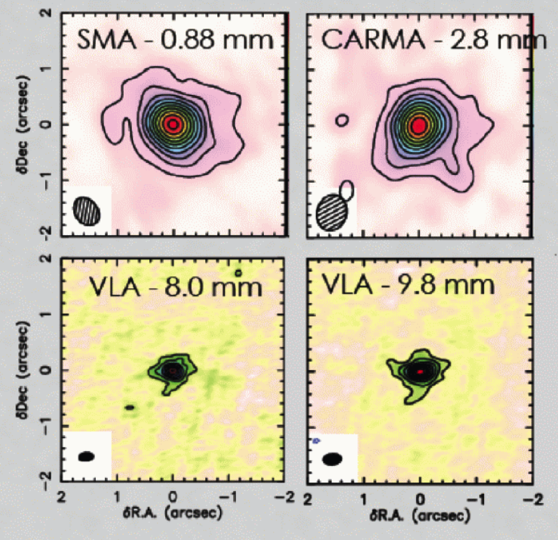 SMA - 0.88 mm
CARMA - 2.8 mm
2
1
0
-1
-2
δDec (arcsec)
VLA - 8.0 mm
VLA - 9.8 mm
2
1
0
-1
-2
δDec (arcsec)
2 1 0 -1 -2
2 1 0 -1 -2
δR.A. (arcsec)
δR.A. (arcsec)